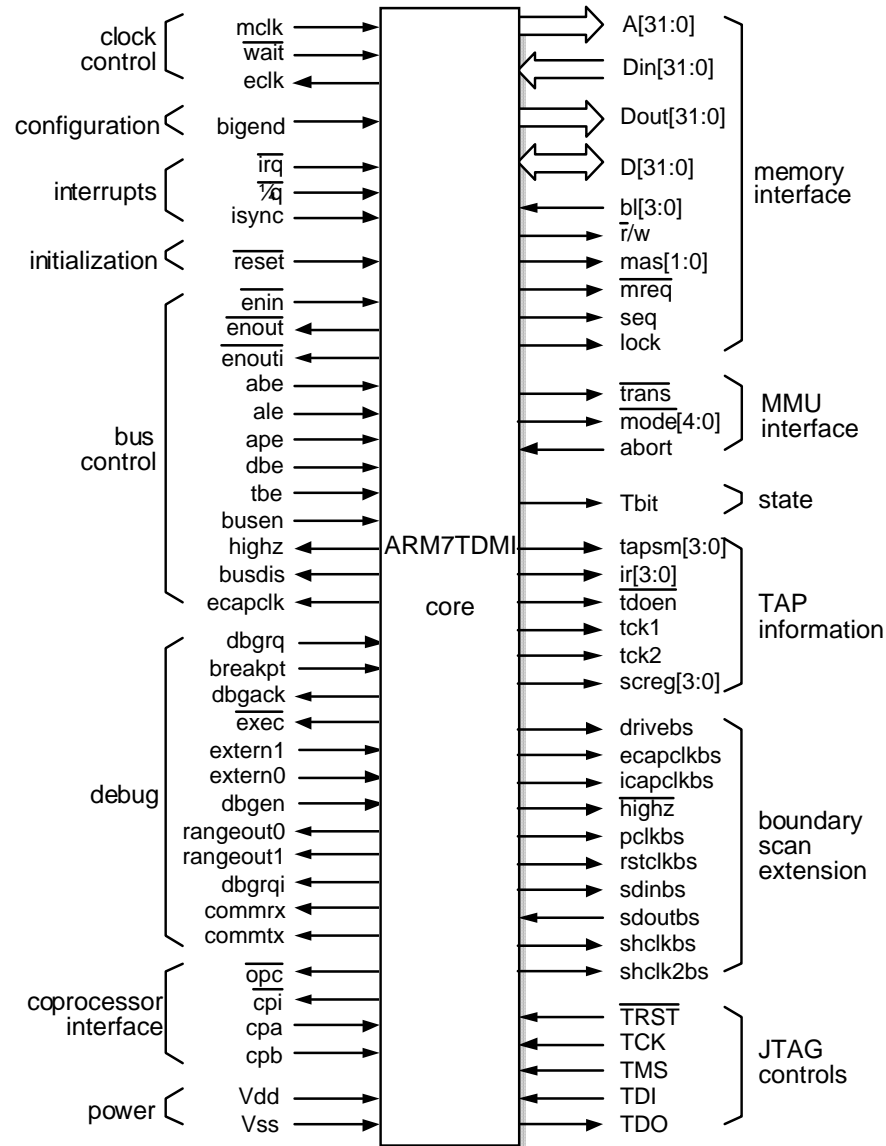 clock
control
mclk
wait
eclk
configuration
bigend
interrupts
irq
¼q
isync
initialization
reset
bus
control
enin
enout
enouti
abe
ale
ape
dbe
tbe
busen
highz
busdis
ecapclk
debug
dbgrq
breakpt
dbgack
exec
extern1
extern0
dbgen
rangeout0
rangeout1
dbgrqi
commrx
commtx
coprocessor
interface
opc
cpi
cpa
cpb
power
Vdd
Vss
ARM7TDMI
core
A[31:0]
Din[31:0]
Dout[31:0]
D[31:0]
bl[3:0]
r/w
mas[1:0]
mreq
seq
lock
memory
interface
trans
mode[4:0]
abort
MMU
interface
Tbit
state
tapsm[3:0]
ir[3:0]
tdoen
tck1
tck2
screg[3:0]
TAP
information
drivebs
ecapclkbs
icapclkbs
highz
pclkbs
rstclkbs
sdinbs
sdoutbs
shclkbs
shclk2bs
boundary
scan
extension
TRST
TCK
TMS
TDI
TDO
JTAG
controls